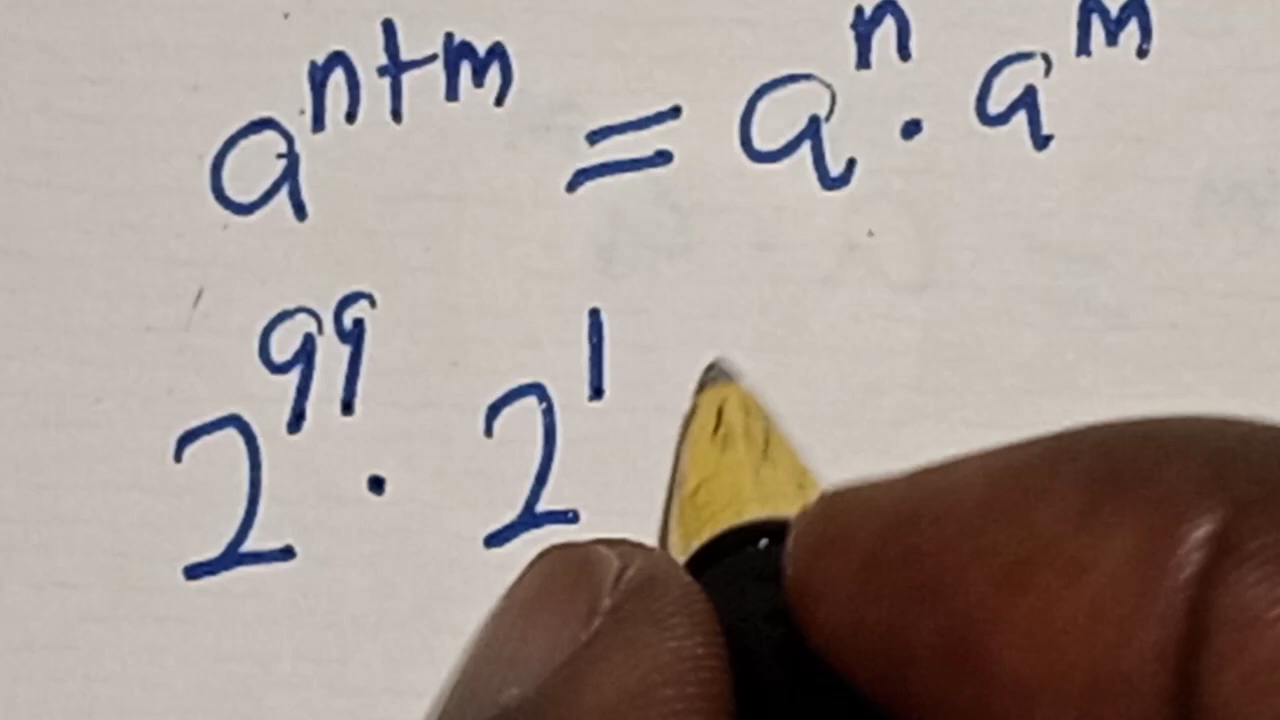 a^{n+m} = a^n · a^m
2^{99} · 2^1